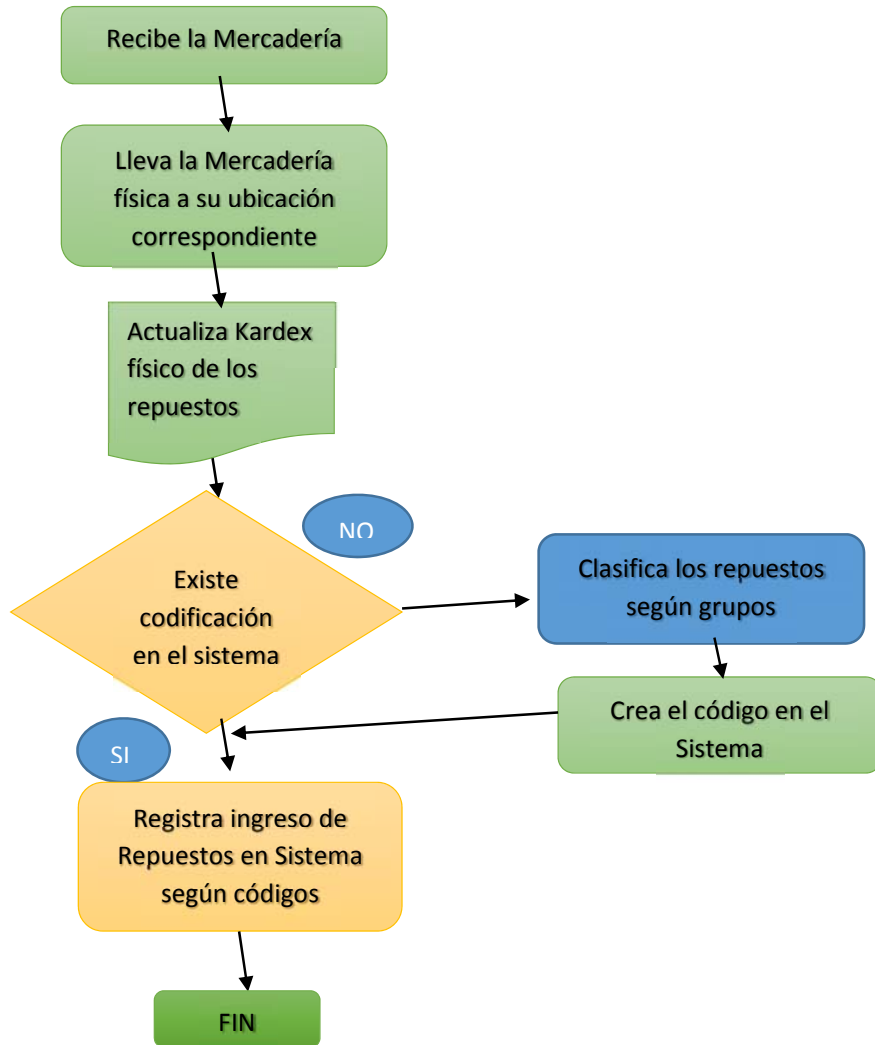 Recibe la Mercadería
Lleva la Mercadería
física a su ubicación
correspondiente
Actualiza Kardex
físico de los
repuestos
NO
Existe
codificación
en el sistema
Clasifica los repuestos
según grupos
Crea el código en el
Sistema
SI
Registra ingreso de
Repuestos en Sistema
según códigos
FIN